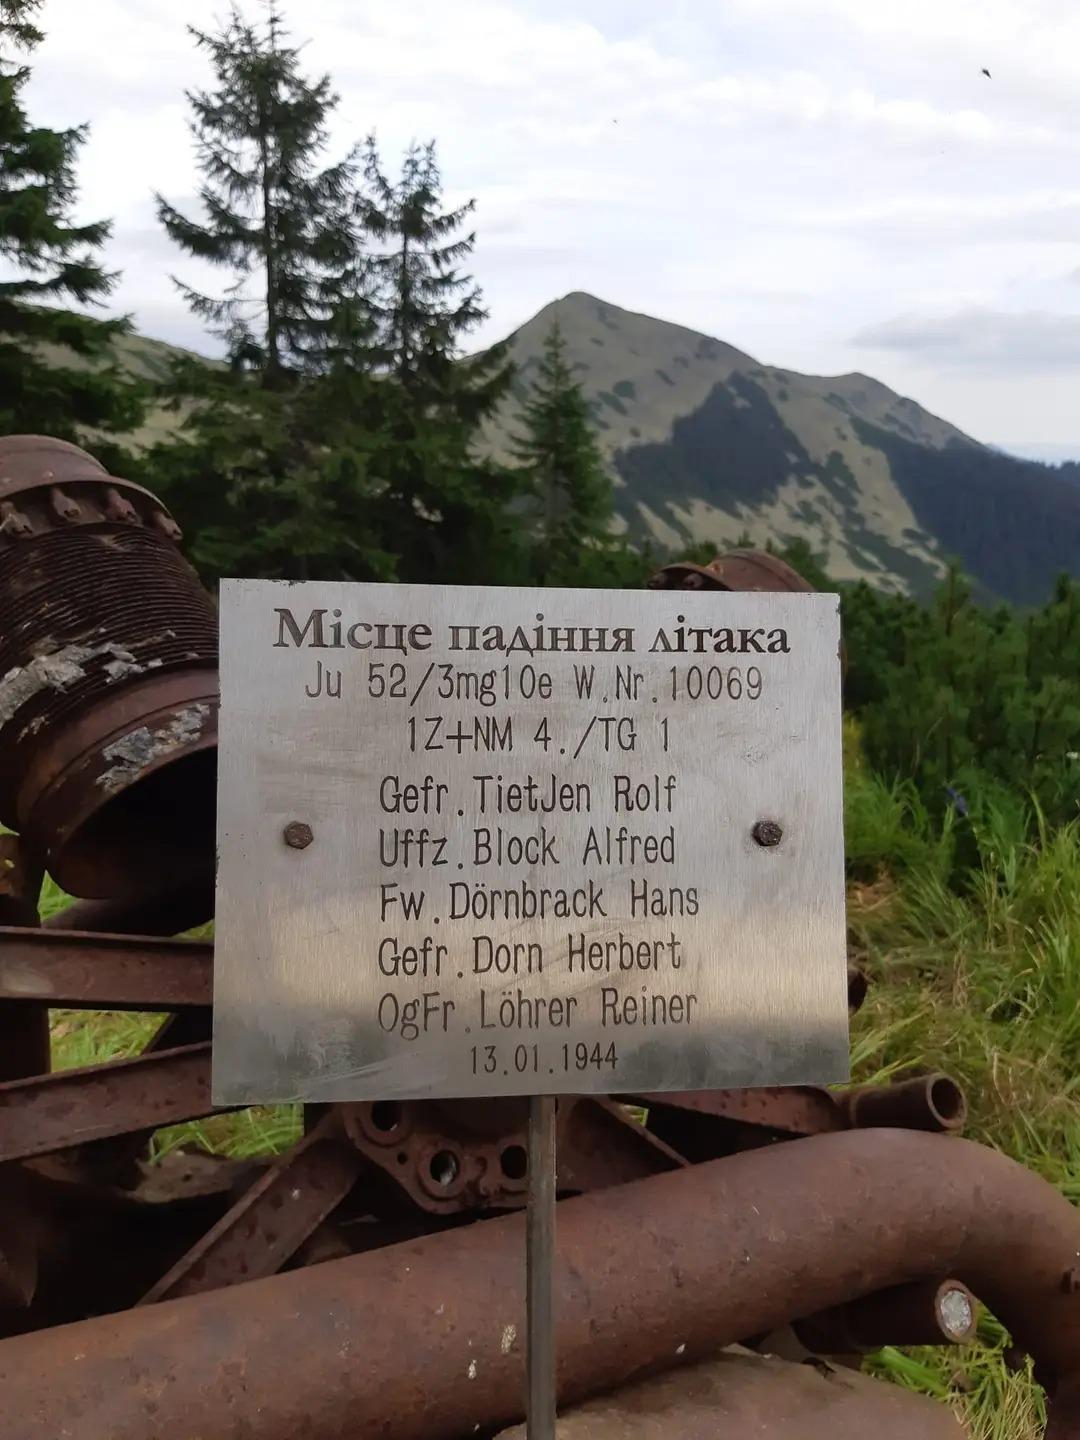 Місце падіння літака
Ju 52/3mg10e W.Nr.10069
1Z+NM 4./TG 1
Gefr.TietJen Rolf
Uffz.Block Alfred
Fw.Dörnbrack Hans
Gefr.Dorn Herbert
OgFr.Löhrer Reiner
13.01.1944